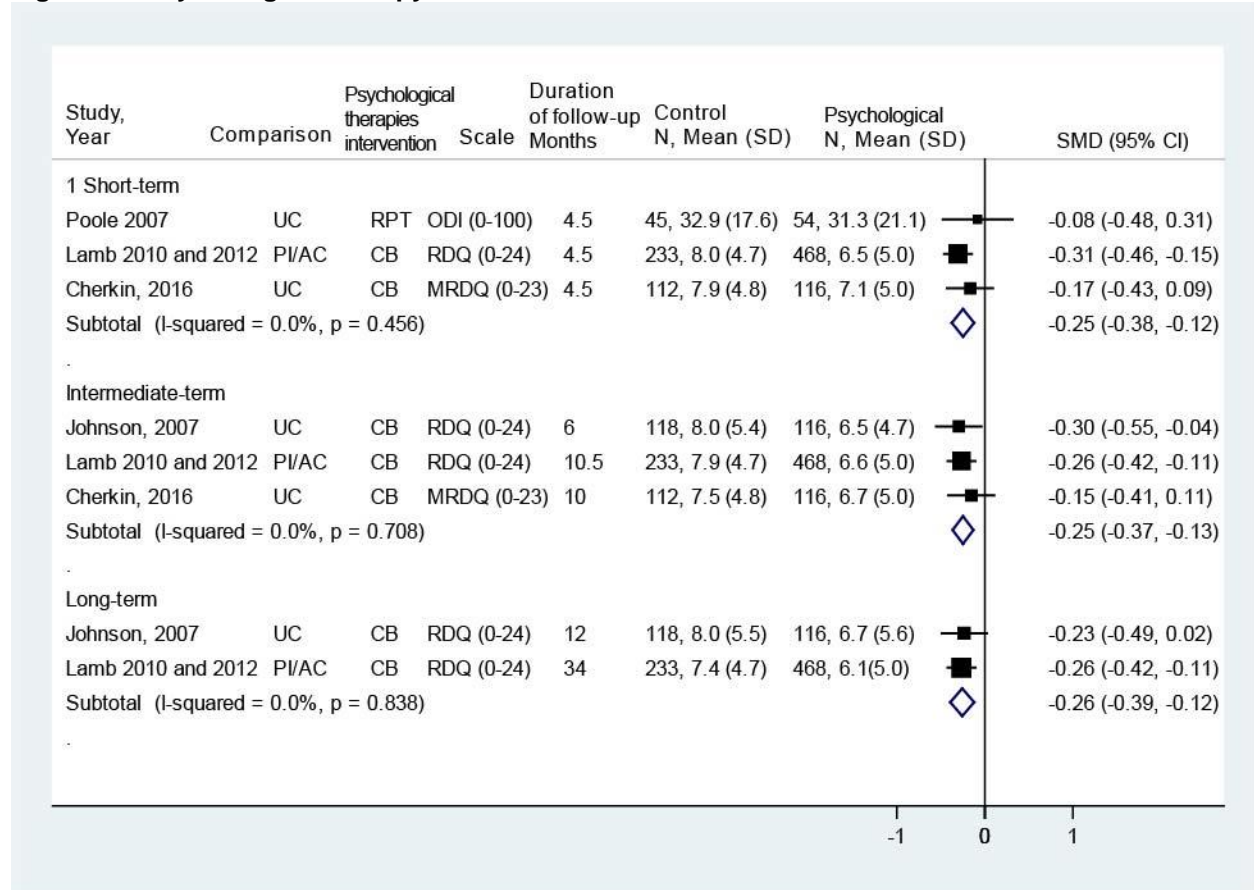 Study, Year Comparison Psychological therapies intervention Scale Duration of follow-up Months Control N, Mean (SD) Psychological N, Mean (SD) SMD (95% CI)
1 Short-term
Poole 2007 UC RPT ODI (0-100) 4.5 45, 32.9 (17.6) 54, 31.3 (21.1) -0.08 (-0.48, 0.31)
Lamb 2010 and 2012 PI/AC CB RDQ (0-24) 4.5 233, 8.0 (4.7) 468, 6.5 (5.0) -0.31 (-0.46, -0.15)
Cherkin, 2016 UC CB MRDQ (0-23) 4.5 112, 7.9 (4.8) 116, 7.1 (5.0) -0.17 (-0.43, 0.09)
Subtotal (I-squared = 0.0%, p = 0.456) -0.25 (-0.38, -0.12)
.
Intermediate-term
Johnson, 2007 UC CB RDQ (0-24) 6 118, 8.0 (5.4) 116, 6.5 (4.7) -0.30 (-0.55, -0.04)
Lamb 2010 and 2012 PI/AC CB RDQ (0-24) 10.5 233, 7.9 (4.7) 468, 6.6 (5.0) -0.26 (-0.42, -0.11)
Cherkin, 2016 UC CB MRDQ (0-23) 10 112, 7.5 (4.8) 116, 6.7 (5.0) -0.15 (-0.41, 0.11)
Subtotal (I-squared = 0.0%, p = 0.708) -0.25 (-0.37, -0.13)
.
Long-term
Johnson, 2007 UC CB RDQ (0-24) 12 118, 8.0 (5.5) 116, 6.7 (5.6) -0.23 (-0.49, 0.02)
Lamb 2010 and 2012 PI/AC CB RDQ (0-24) 34 233, 7.4 (4.7) 468, 6.1(5.0) -0.26 (-0.42, -0.11)
Subtotal (I-squared = 0.0%, p = 0.838) -0.26 (-0.39, -0.12)
.
-1 0 1